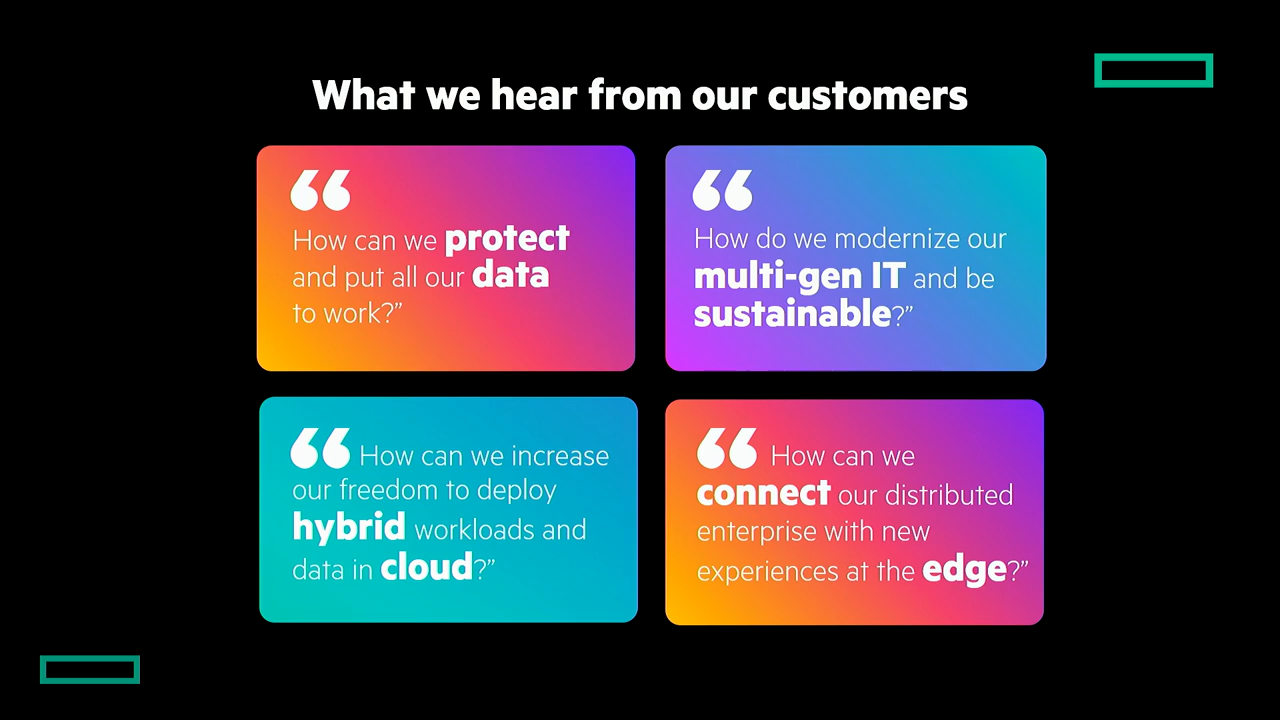 What we hear from our customers
“
How can we protect
and put all our data
to work?”
“
How do we modernize our
multi-gen IT and be
sustainable?”
“ How can we increase
our freedom to deploy
hybrid workloads and
data in cloud?”
“ How can we
connect our distributed
enterprise with new
experiences at the edge?”